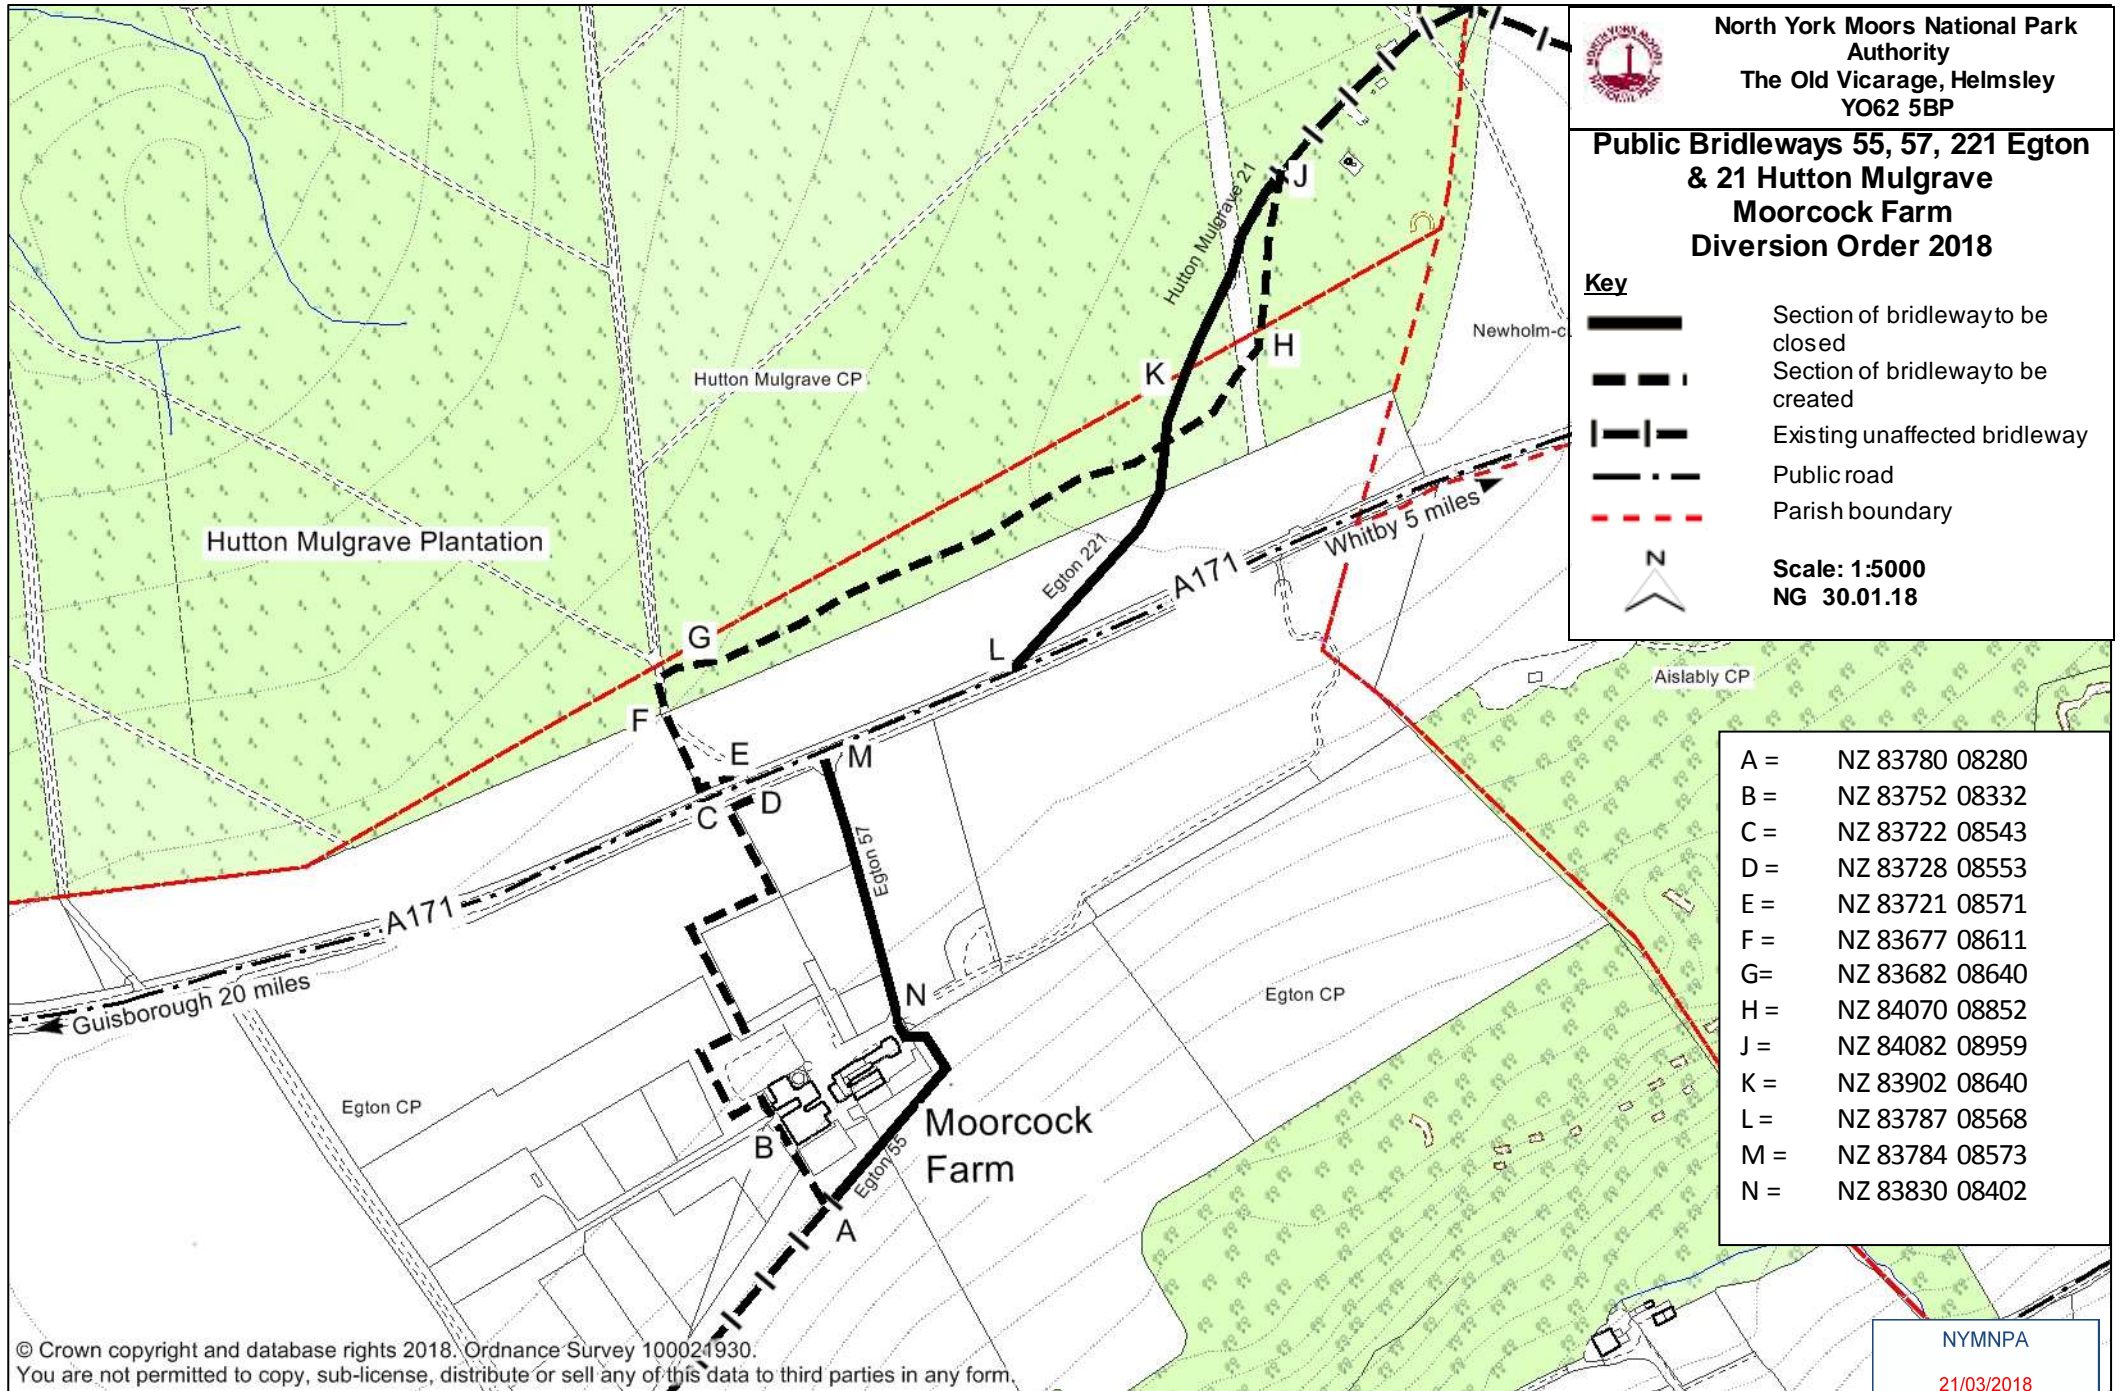 North York Moors National Park
Authority
The Old Vicarage, Helmsley
YO62 5BP
Public Bridleways 55, 57, 221 Egton
& 21 Hutton Mulgrave
Moorcock Farm
Diversion Order 2018
Key
Section of bridleway to be
closed
Section of bridleway to be
created
Existing unaffected bridleway
Public road
Parish boundary
N
Scale: 1:5000
NG 30.01.18
J
Hutton Mulgrave 21
H
Newholm-c
K
Hutton Mulgrave CP
Hutton Mulgrave Plantation
Whitby 5 miles
A171
Egton 221
G
L
Aislably CP
F
E
M
D
C
Egton 57
A171
Guisborough 20 miles
N
Egton CP
Egton CP
Moorcock
Farm
B
Egton 55
A
A = NZ 83780 08280
B = NZ 83752 08332
C = NZ 83722 08543
D = NZ 83728 08553
E = NZ 83721 08571
F = NZ 83677 08611
G= NZ 83682 08640
H = NZ 84070 08852
J = NZ 84082 08959
K = NZ 83902 08640
L = NZ 83787 08568
M = NZ 83784 08573
N = NZ 83830 08402
© Crown copyright and database rights 2018. Ordnance Survey 100021930.
You are not permitted to copy, sub-license, distribute or sell any of this data to third parties in any form.
NYMNPA
21/03/2018